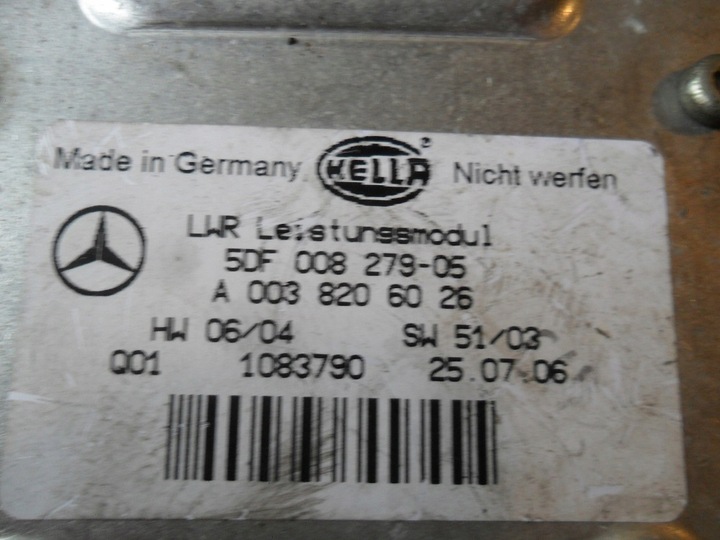 Made in Germany HELLA Nicht werfen
LWR Leistungsmodul
5DF 008 279-05
A 003 820 60 26
HW 06/04 SW 51/03
Q01 1083790 25.07.06